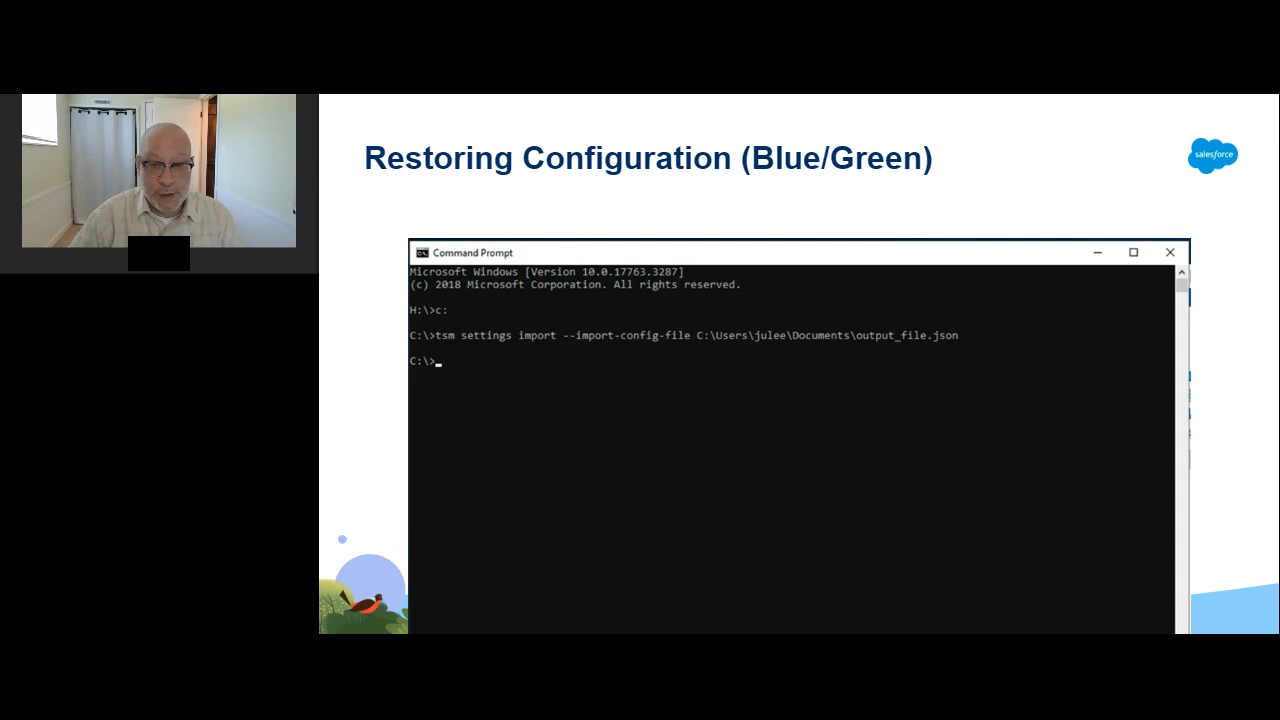 Restoring Configuration (Blue/Green)
salesforce
Command Prompt
Microsoft Windows [Version 10.0.17763.3287]
(c) 2018 Microsoft Corporation. All rights reserved.
H:\>c:
C:\>tsm settings import --import-config-file C:\Users\julee\Documents\output_file.json
C:\>